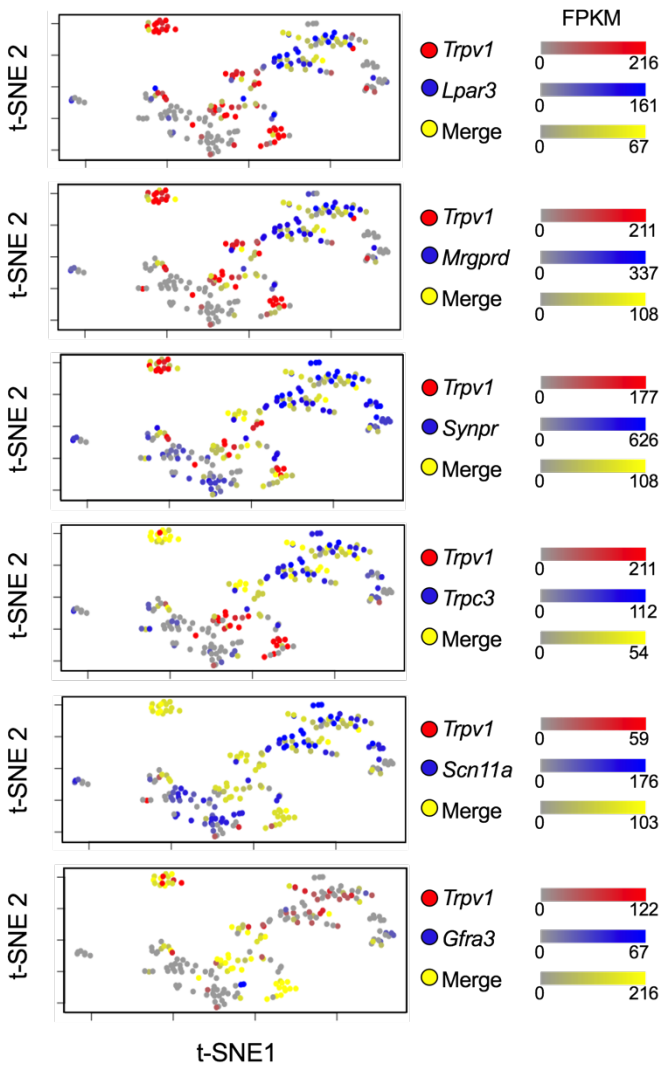 FPKM
t-SNE 2
Trpv1
0 216
Lpar3
0 161
Merge
0 67
t-SNE 2
Trpv1
0 211
Mrgprd
0 337
Merge
0 108
t-SNE 2
Trpv1
0 177
Synpr
0 626
Merge
0 108
t-SNE 2
Trpv1
0 211
Trpc3
0 112
Merge
0 54
t-SNE 2
Trpv1
0 59
Scn11a
0 176
Merge
0 103
t-SNE 2
Trpv1
0 122
Gfra3
0 67
Merge
0 216
t-SNE1